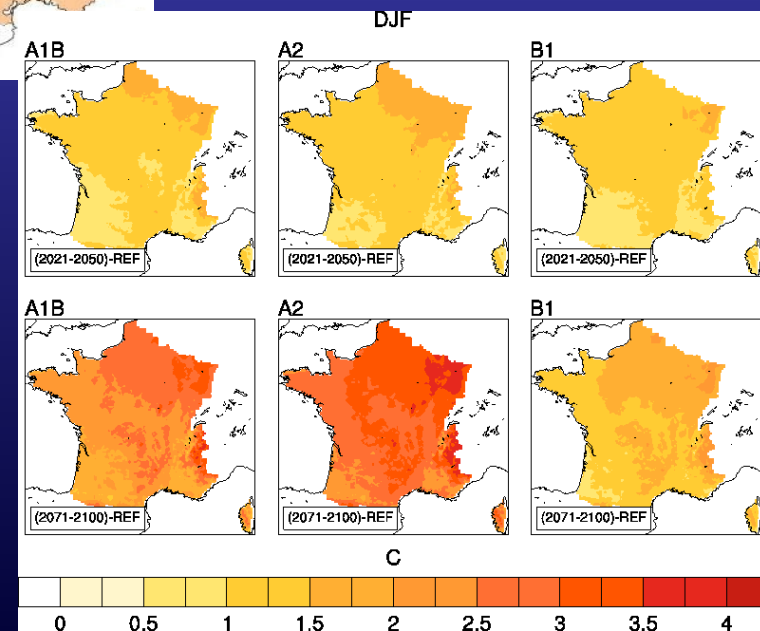 DJF
A1B A2 B1
(2021-2050)-REF (2021-2050)-REF (2021-2050)-REF
A1B A2 B1
(2071-2100)-REF (2071-2100)-REF (2071-2100)-REF
C
0 0.5 1 1.5 2 2.5 3 3.5 4